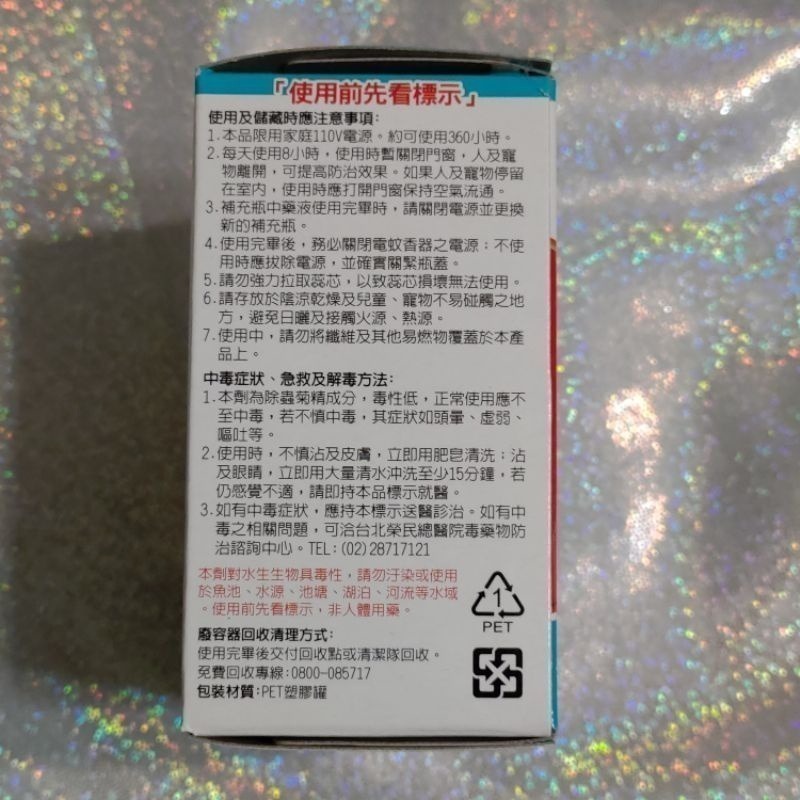 「使用前先看標示」
使用及儲藏時應注意事項:
1.本品限用家庭110V電源。約可使用360小時。
2.每天使用8小時，使用時暫關閉門窗，人及寵
物離開，可提高防治效果。如果人及寵物停留
在室內，使用時應打開門窗保持空氣流通。
3.補充瓶中藥液使用完畢時，請關閉電源並更換
新的補充瓶。
4.使用完畢後，務必關閉電蚊香器之電源；不使
用時應拔除電源，並確實關緊瓶蓋。
5.請勿強力拉取蕊芯，以致蕊芯損壞無法使用。
6.請存放於陰涼乾燥及兒童、寵物不易碰觸之地
方，避免日曬及接觸火源、熱源。
7.使用中，請勿將纖維及其他易燃物覆蓋於本產
品上。
中毒症狀、急救及解毒方法:
1.本劑為除蟲菊精成分，毒性低，正常使用應不
至中毒，若不慎中毒，其症狀如頭暈、虛弱、
嘔吐等。
2.使用時，不慎沾及皮膚，立即用肥皂清洗；沾
及眼睛，立即用大量清水沖洗至少15分鐘，若
仍感覺不適，請即持本品標示就醫。
3.如有中毒症狀，應持本標示送醫診治。如有中
毒之相關問題，可洽台北榮民總醫院毒藥物防
治諮詢中心。TEL:(02)28717121
本劑對水生生物具毒性，請勿汙染或使用
於魚池、水源、池塘、湖泊、河流等水域
。使用前先看標示，非人體用藥。
1
PET
廢容器回收清理方式:
使用完畢後交付回收點或清潔隊回收。
免費回收專線:0800-085717
包裝材質:PET塑膠罐